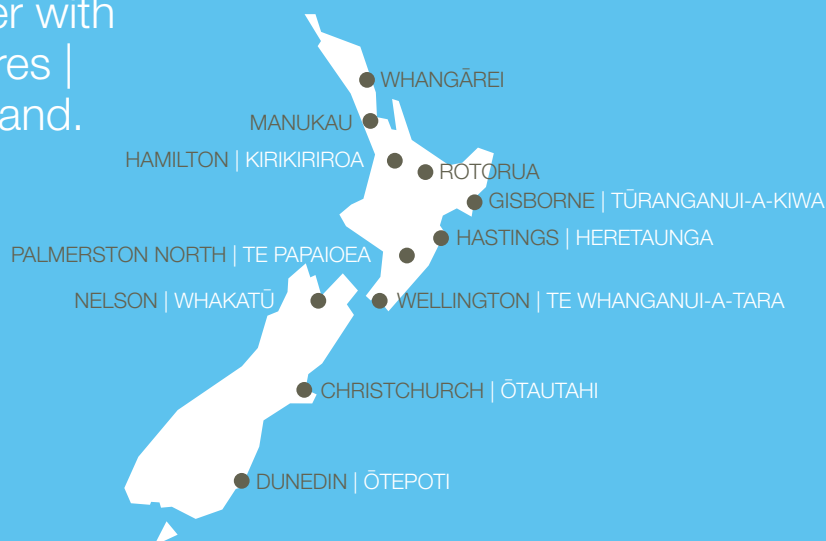 er with
res |
and.
WHANGĀREI
MANUKAU
HAMILTON | KIRIKIRIROA
ROTORUA
GISBORNE | TŪRANGANUI-A-KIWA
HASTINGS | HERETAUNGA
PALMERSTON NORTH | TE PAPAIOEA
NELSON | WHAKATŪ
WELLINGTON | TE WHANGANUI-A-TARA
CHRISTCHURCH | ŌTAUTAHI
DUNEDIN | ŌTEPOTI